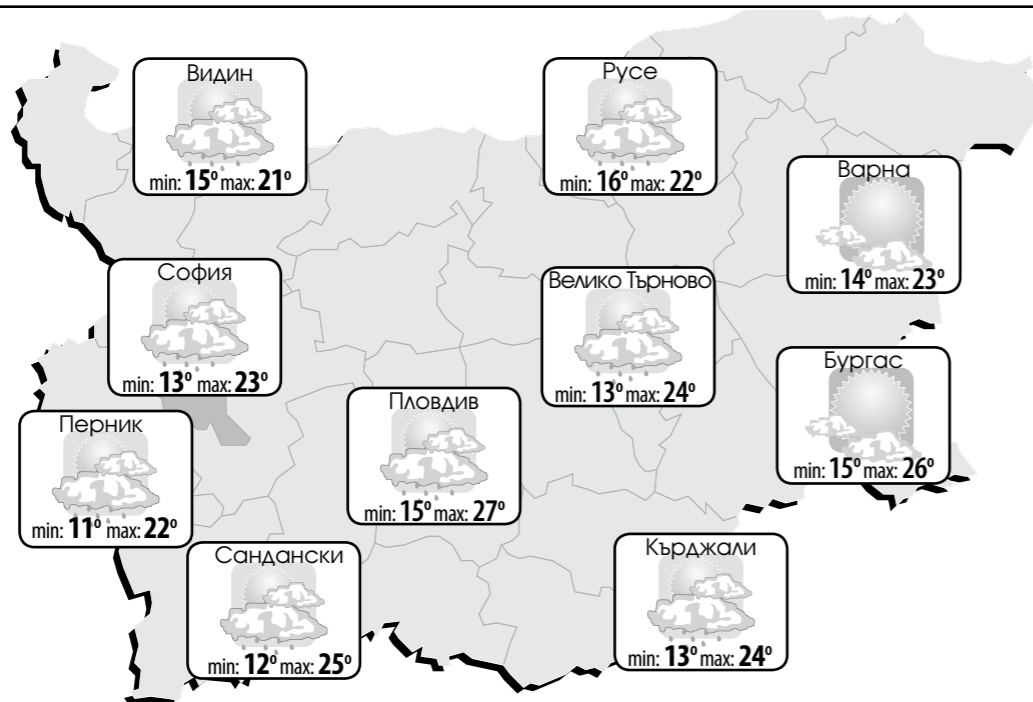 Видин
min: 15° max: 21°
Русе
min: 16° max: 22°
Варна
min: 14° max: 23°
София
min: 13° max: 23°
Велико Търново
min: 13° max: 24°
Бургас
min: 15° max: 26°
Пловдив
min: 15° max: 27°
Перник
min: 11° max: 22°
Сандански
min: 12° max: 25°
Кърджали
min: 13° max: 24°